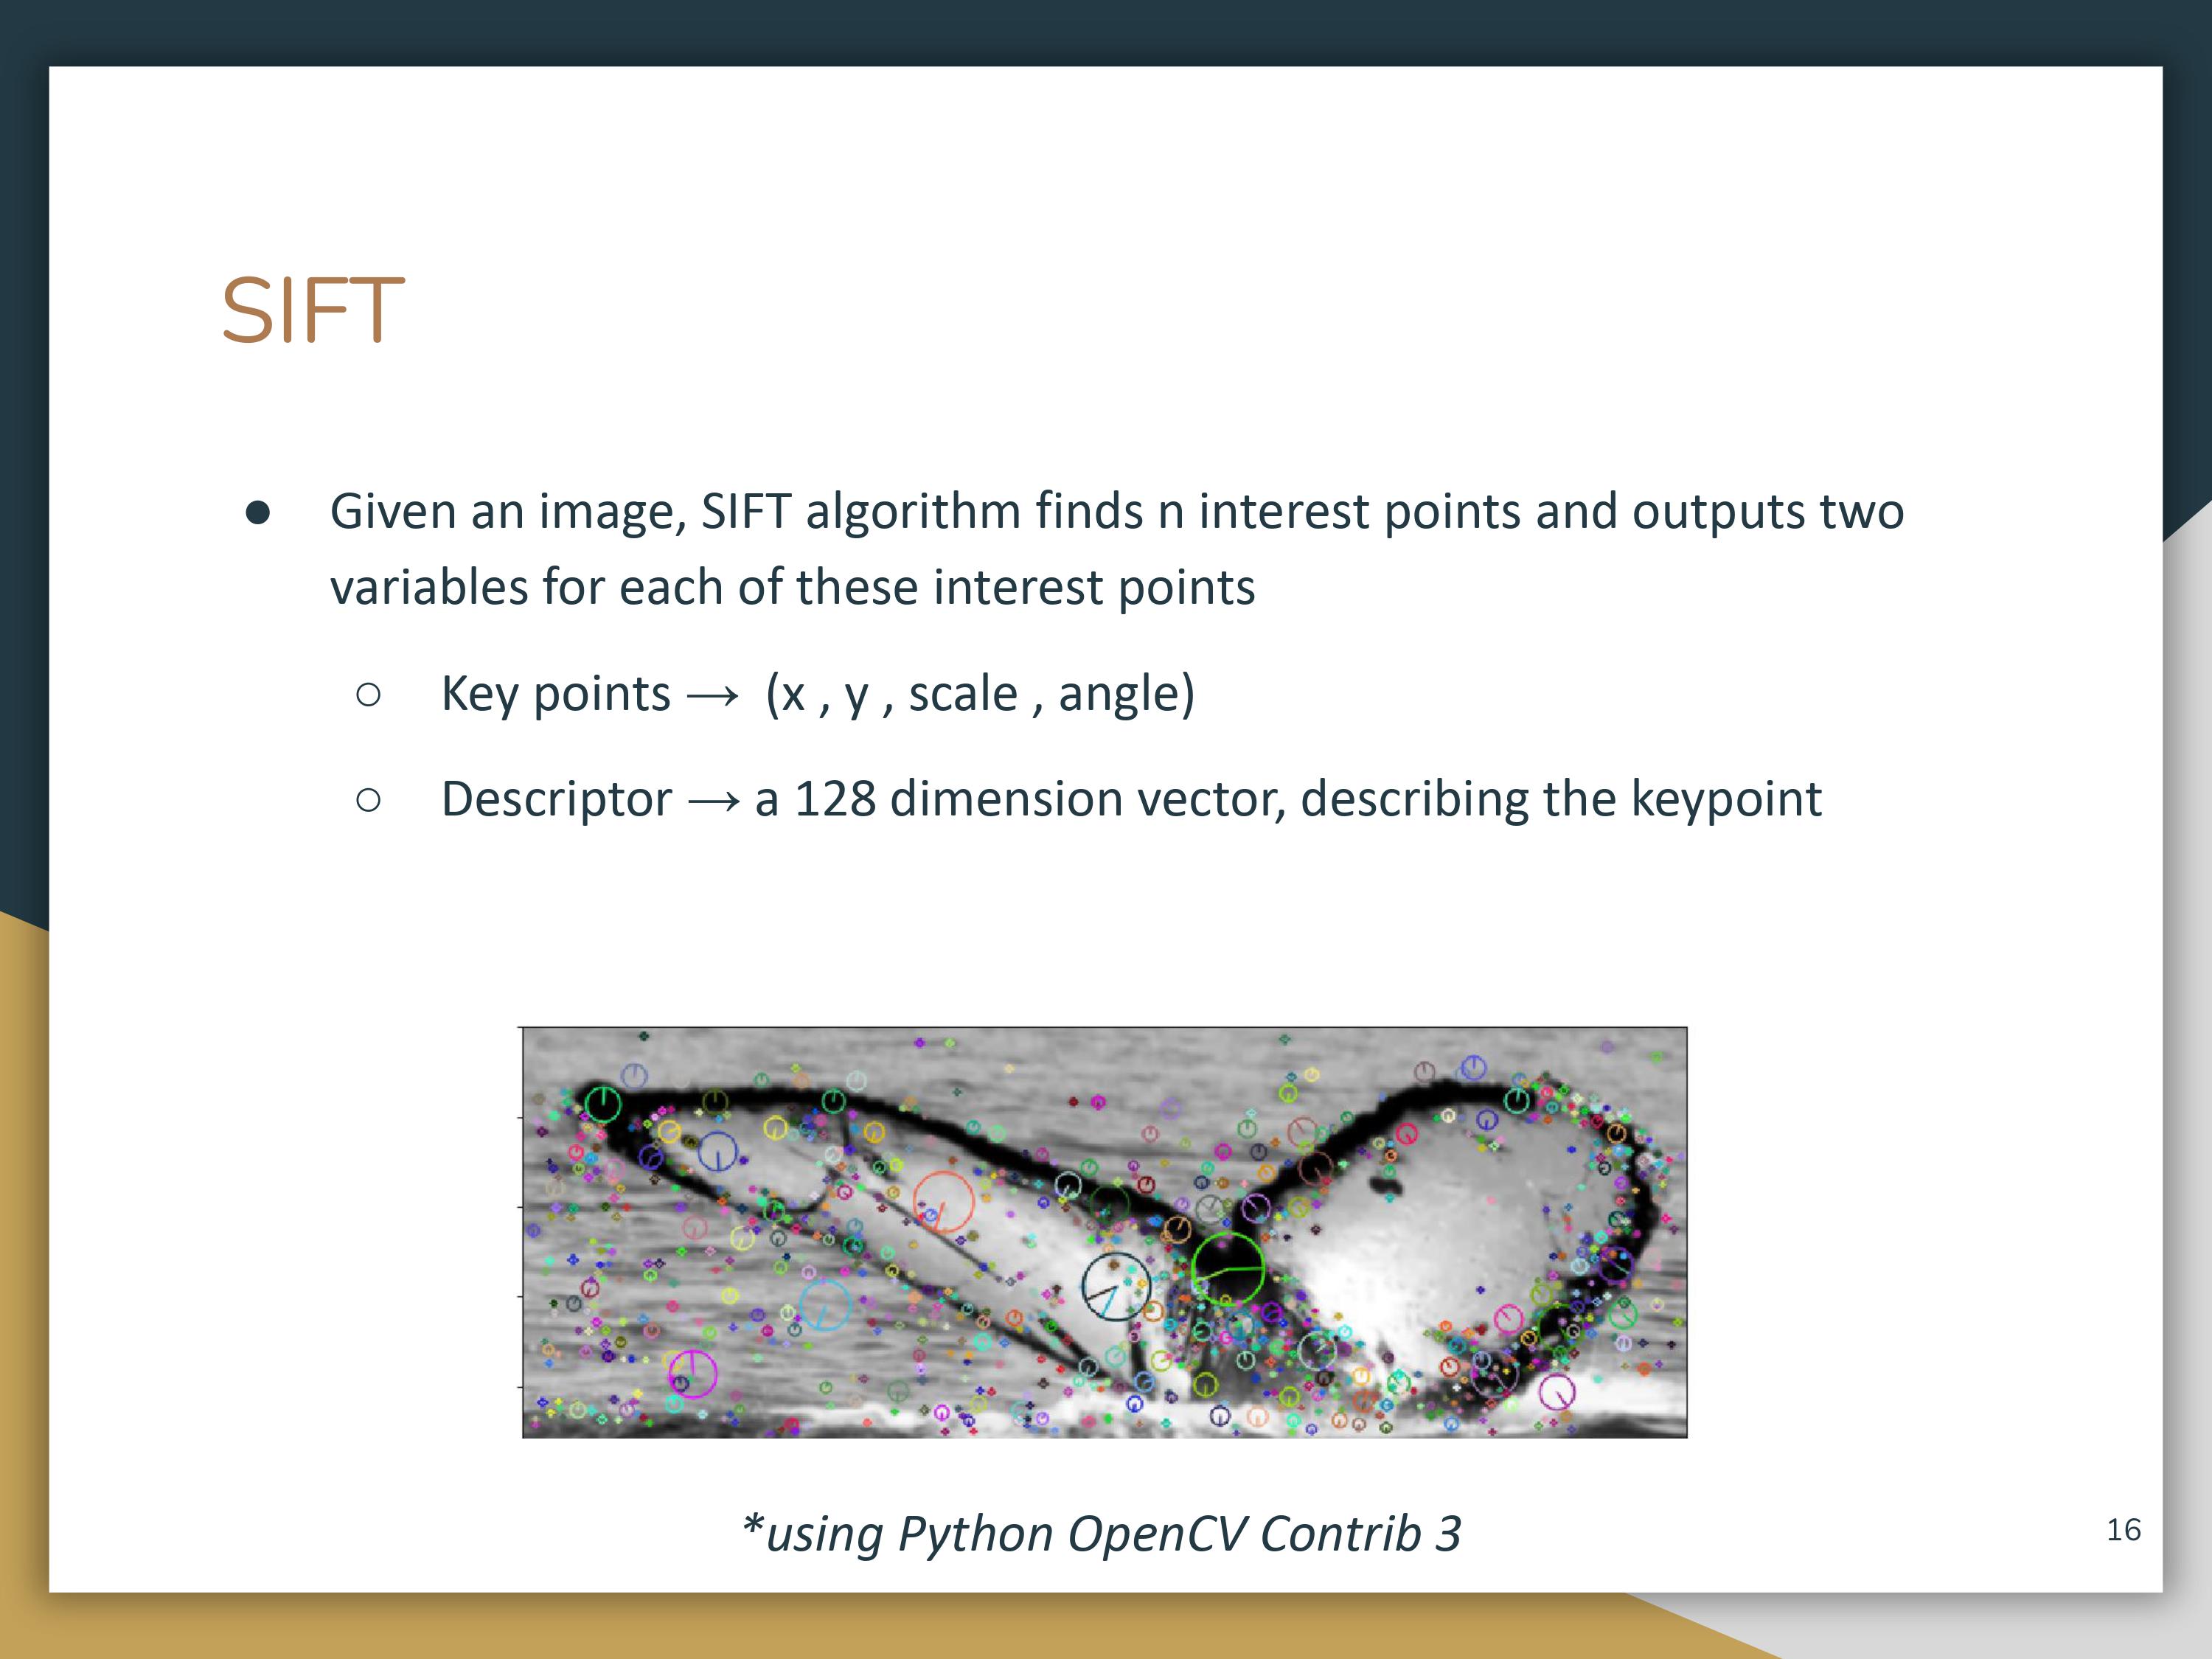 SIFT
● Given an image, SIFT algorithm finds n interest points and outputs two
variables for each of these interest points
○ Key points → (x , y , scale , angle)
○ Descriptor → a 128 dimension vector, describing the keypoint
*using Python OpenCV Contrib 3
16